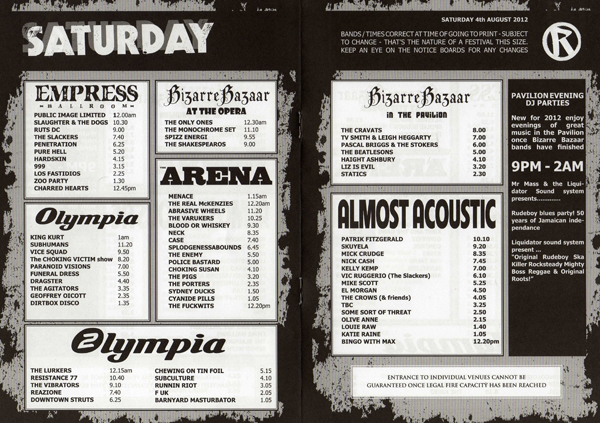 SATURDAY
EMPRESS
- BALLROOM -
PUBLIC IMAGE LIMITED 12.00am
SLAUGHTER & THE DOGS 10.30
RUTS DC 9.00
THE SLACKERS 7.40
PENETRATION 6.25
PURE HELL 5.20
HARDSKIN 4.15
999 3.15
LOS FASTIDIOS 2.25
ZOO PARTY 1.30
CHARRED HEARTS 12.45pm
Bizarre Bazaar
AT THE OPERA
THE ONLY ONES 12.30am
THE MONOCHROME SET 11.10
SPIZZ ENERGI 9.55
THE SHAKESPEAROS 9.00
ARENA
MENACE 1.15am
THE REAL McKENZIES 12.20am
ABRASIVE WHEELS 11.20
THE VARUKERS 10.25
BLOOD OR WHISKEY 9.30
NECK 8.35
CASE 7.40
SPLODGENESSABOUNDS 6.45
THE ENEMY 5.50
POLICE BASTARD 5.00
CHOKING SUSAN 4.10
THE PIGS 3.20
THE PORTERS 2.35
SYDNEY DUCKS 1.50
CYANIDE PILLS 1.05
THE FUCKWITS 12.20pm
Olympia
KING KURT 1am
SUBHUMANS 11.20
VICE SQUAD 9.50
THE CHOKING VICTIM show 8.20
PARANOID VISIONS 7.00
FUNERAL DRESS 5.50
DRAGSTER 4.40
THE AGITATORS 3.35
GEOFFREY OICOTT 2.35
DIRTBOX DISCO 1.35
2 Olympia
THE LURKERS 12.15am
RESISTANCE 77 10.40
THE VIBRATORS 9.10
REAZIONE 7.40
DOWNTOWN STRUTS 6.25
CHEWING ON TIN FOIL 5.15
SUBCULTURE 4.10
RUNNIN RIOT 3.05
F UK 2.05
BARNYARD MASTURBATOR 1.05
SATURDAY 4th AUGUST 2012
BANDS / TIMES CORRECT AT TIME OF GOING TO PRINT - SUBJECT
TO CHANGE - THAT'S THE NATURE OF A FESTIVAL THIS SIZE.
KEEP AN EYE ON THE NOTICE BOARDS FOR ANY CHANGES
R
Bizarre Bazaar
IN THE PAVILION
THE CRAVATS 8.00
TV SMITH & LEIGH HEGGARTY 7.00
PASCAL BRIGGS & THE STOKERS 6.00
THE BEATLESONS 5.00
HAIGHT ASHBURY 4.10
LIZ IS EVIL 3.20
STATICS 2.30
ALMOST ACOUSTIC
PATRIK FITZGERALD 10.10
SKUYELA 9.20
MICK CRUDGE 8.35
NICK CASH 7.45
KELLY KEMP 7.00
VIC RUGGERIO (The Slackers) 6.10
MIKE SCOTT 5.25
EL MORGAN 4.50
THE CROWS (& friends) 4.05
TBC 3.25
SOME SORT OF THREAT 2.50
OLIVE ANNE 2.15
LOUIE RAW 1.40
KATIE RAINE 1.05
BINGO WITH MAX 12.20pm
PAVILION EVENING
DJ PARTIES
New for 2012 enjoy
evenings of great
music in the Pavilion
once Bizarre Bazaar
bands have finished
9PM - 2AM
Mr Mass & the Liqui-
dator Sound system
presents............
Rudeboy blues party! 50
years of Jamaican inde-
pendence
Liquidator sound system
present ...
"Original Rudeboy Ska
Killer Rocksteady Mighty
Boss Reggae & Original
Roots!"
ENTRANCE TO INDIVIDUAL VENUES CANNOT BE
GUARANTEED ONCE LEGAL FIRE CAPACITY HAS BEEN REACHED